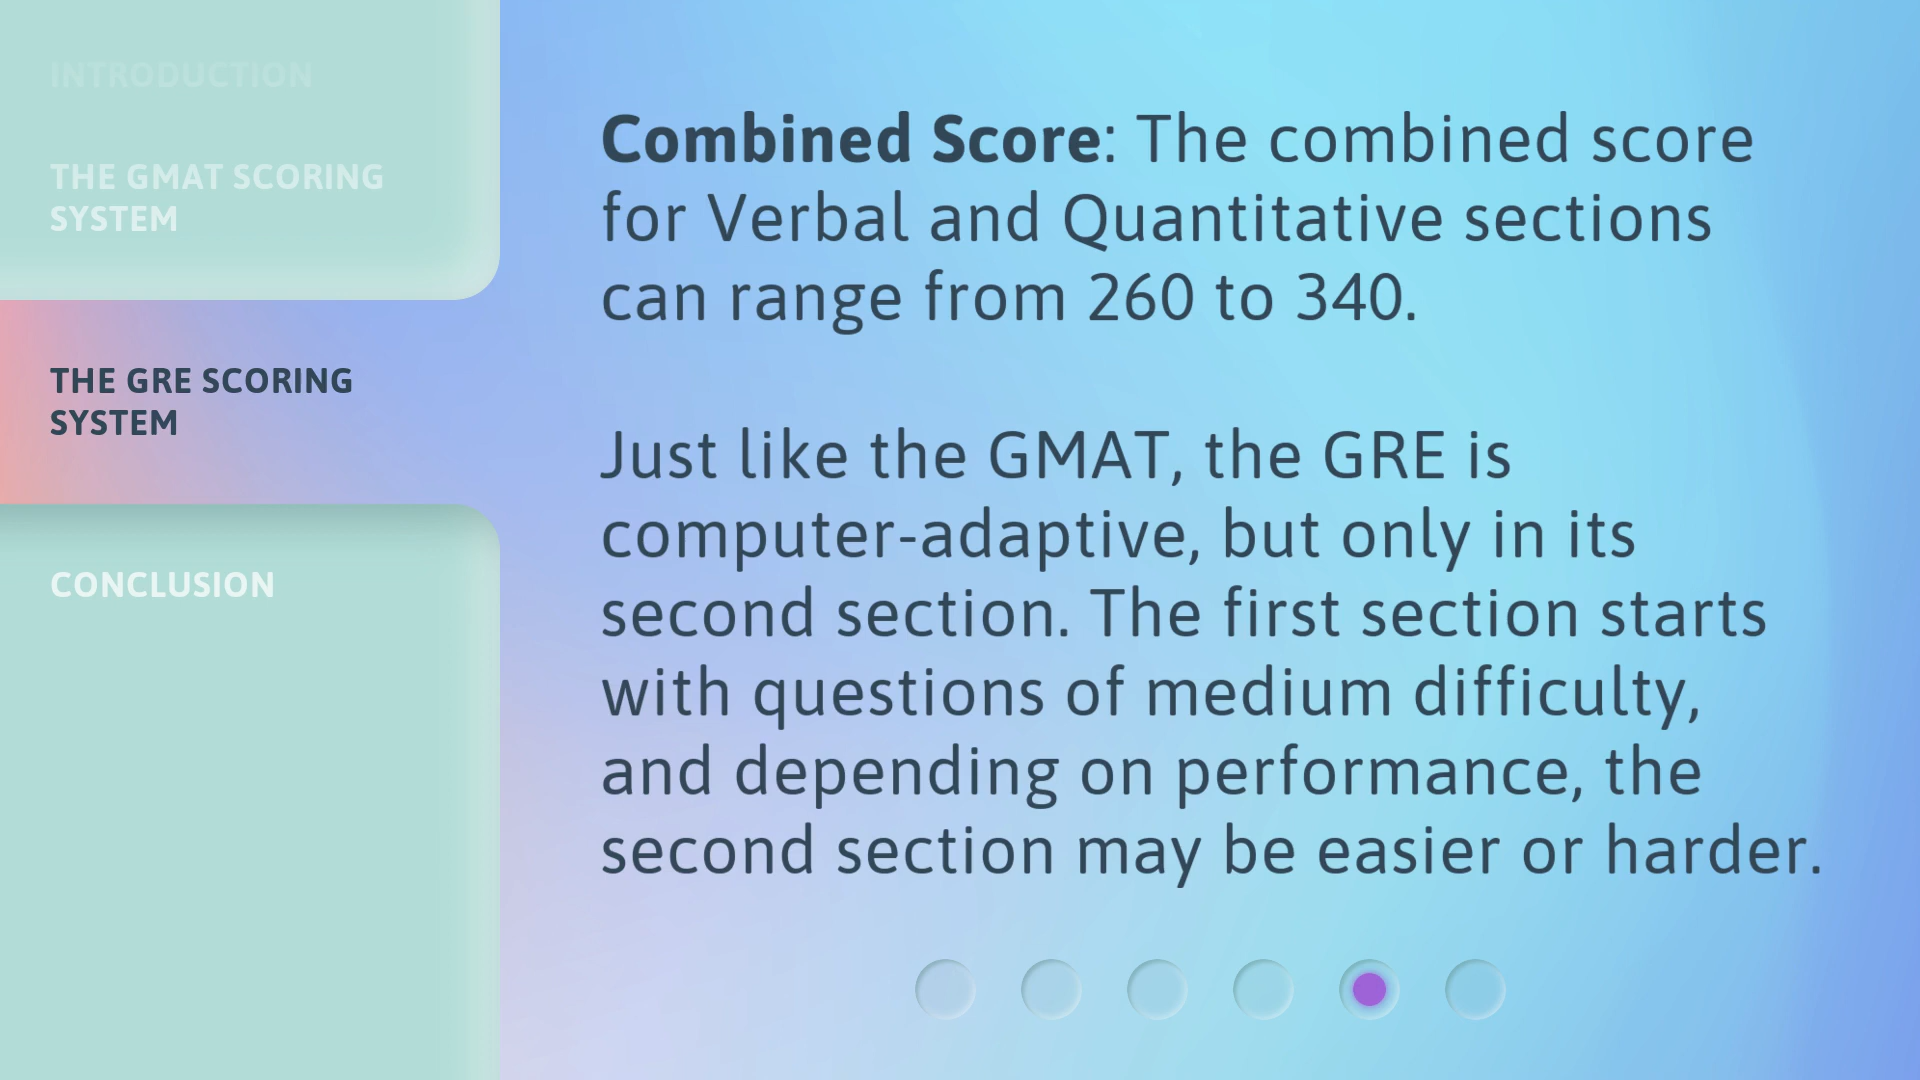 INTRODUCTION
THE GMAT SCORING
SYSTEM
THE GRE SCORING
SYSTEM
CONCLUSION
Combined Score: The combined score
for Verbal and Quantitative sections
can range from 260 to 340.
Just like the GMAT, the GRE is
computer-adaptive, but only in its
second section. The first section starts
with questions of medium difficulty,
and depending on performance, the
second section may be easier or harder.